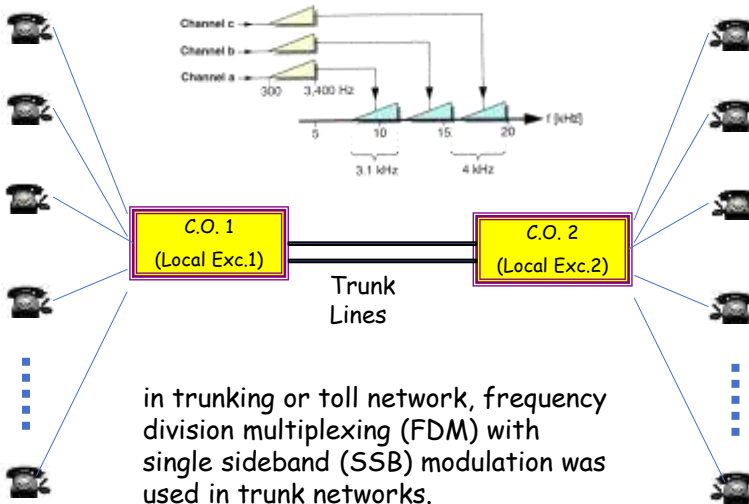 Channel c
Channel b
Channel a
300 3,400 Hz
5 10 15 20 f [kHz]
3.1 kHz 4 kHz
C.O. 1
(Local Exc.1)
C.O. 2
(Local Exc.2)
Trunk
Lines
in trunking or toll network, frequency
division multiplexing (FDM) with
single sideband (SSB) modulation was
used in trunk networks.